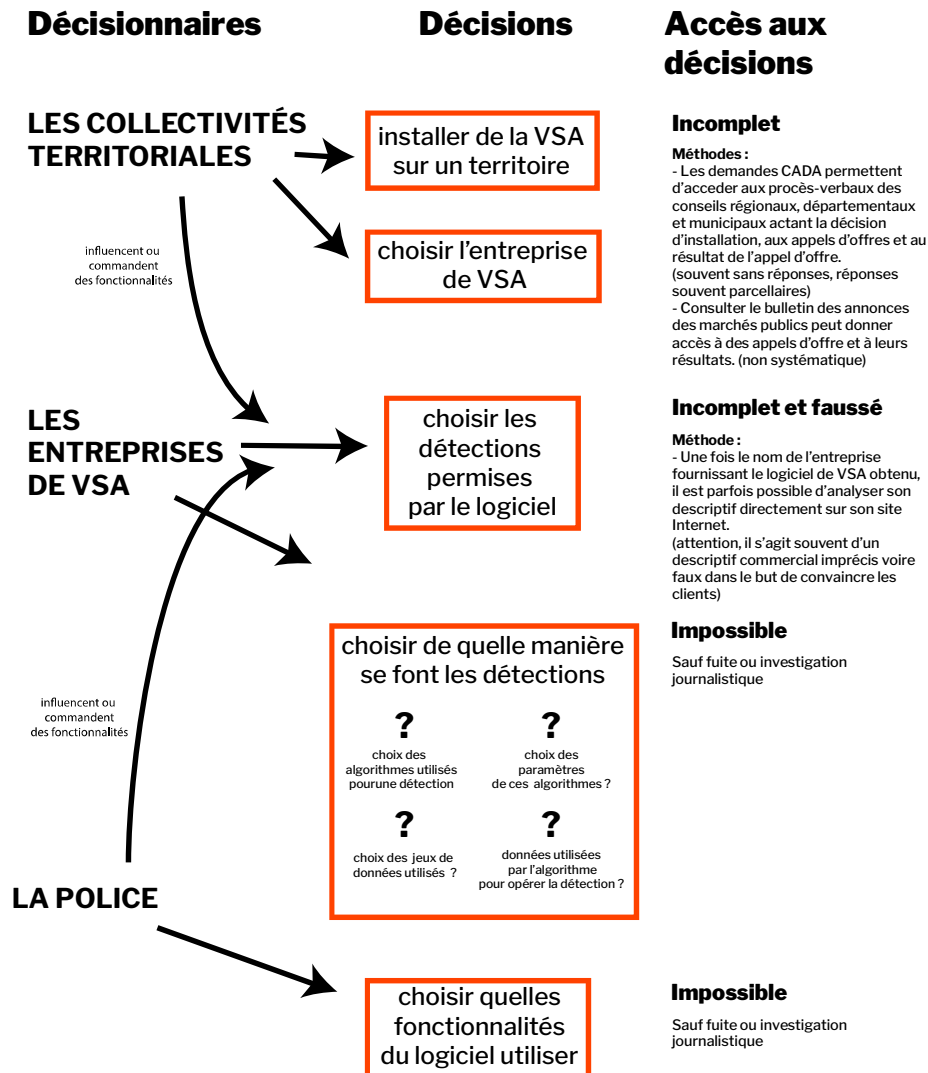 Décisionnaires
Décisions
Accès aux
décisions
LES COLLECTIVITÉS
TERRITORIALES
installer de la VSA
sur un territoire
choisir l'entreprise
de VSA
Incomplet
Méthodes :
- Les demandes CADA permettent
d'acceder aux procès-verbaux des
conseils régionaux, départementaux
et municipaux actant la décision
d'installation, aux appels d'offres et au
résultat de l'appel d'offre.
(souvent sans réponses, réponses
souvent parcellaires)
- Consulter le bulletin des annonces
des marchés publics peut donner
accès à des appels d'offre et à leurs
résultats. (non systématique)
influencent ou
commandent
des fonctionnalités
LES
ENTREPRISES
DE VSA
choisir les
détections
permises
par le logiciel
Incomplet et faussé
Méthode :
- Une fois le nom de l'entreprise
fournissant le logiciel de VSA obtenu,
il est parfois possible d'analyser son
descriptif directement sur son site
Internet.
(attention, il s'agit souvent d'un
descriptif commercial imprécis voire
faux dans le but de convaincre les
clients)
choisir de quelle manière
se font les détections
?
choix des
algorithmes utilisés
pourune détection
?
choix des
paramètres
de ces algorithmes ?
?
choix des jeux de
données utilisés ?
?
données utilisées
par l'algorithme
pour opérer la détection ?
Impossible
Sauf fuite ou investigation
journalistique
influencent ou
commandent
des fonctionnalités
LA POLICE
choisir quelles
fonctionnalités
du logiciel utiliser
Impossible
Sauf fuite ou investigation
journalistique